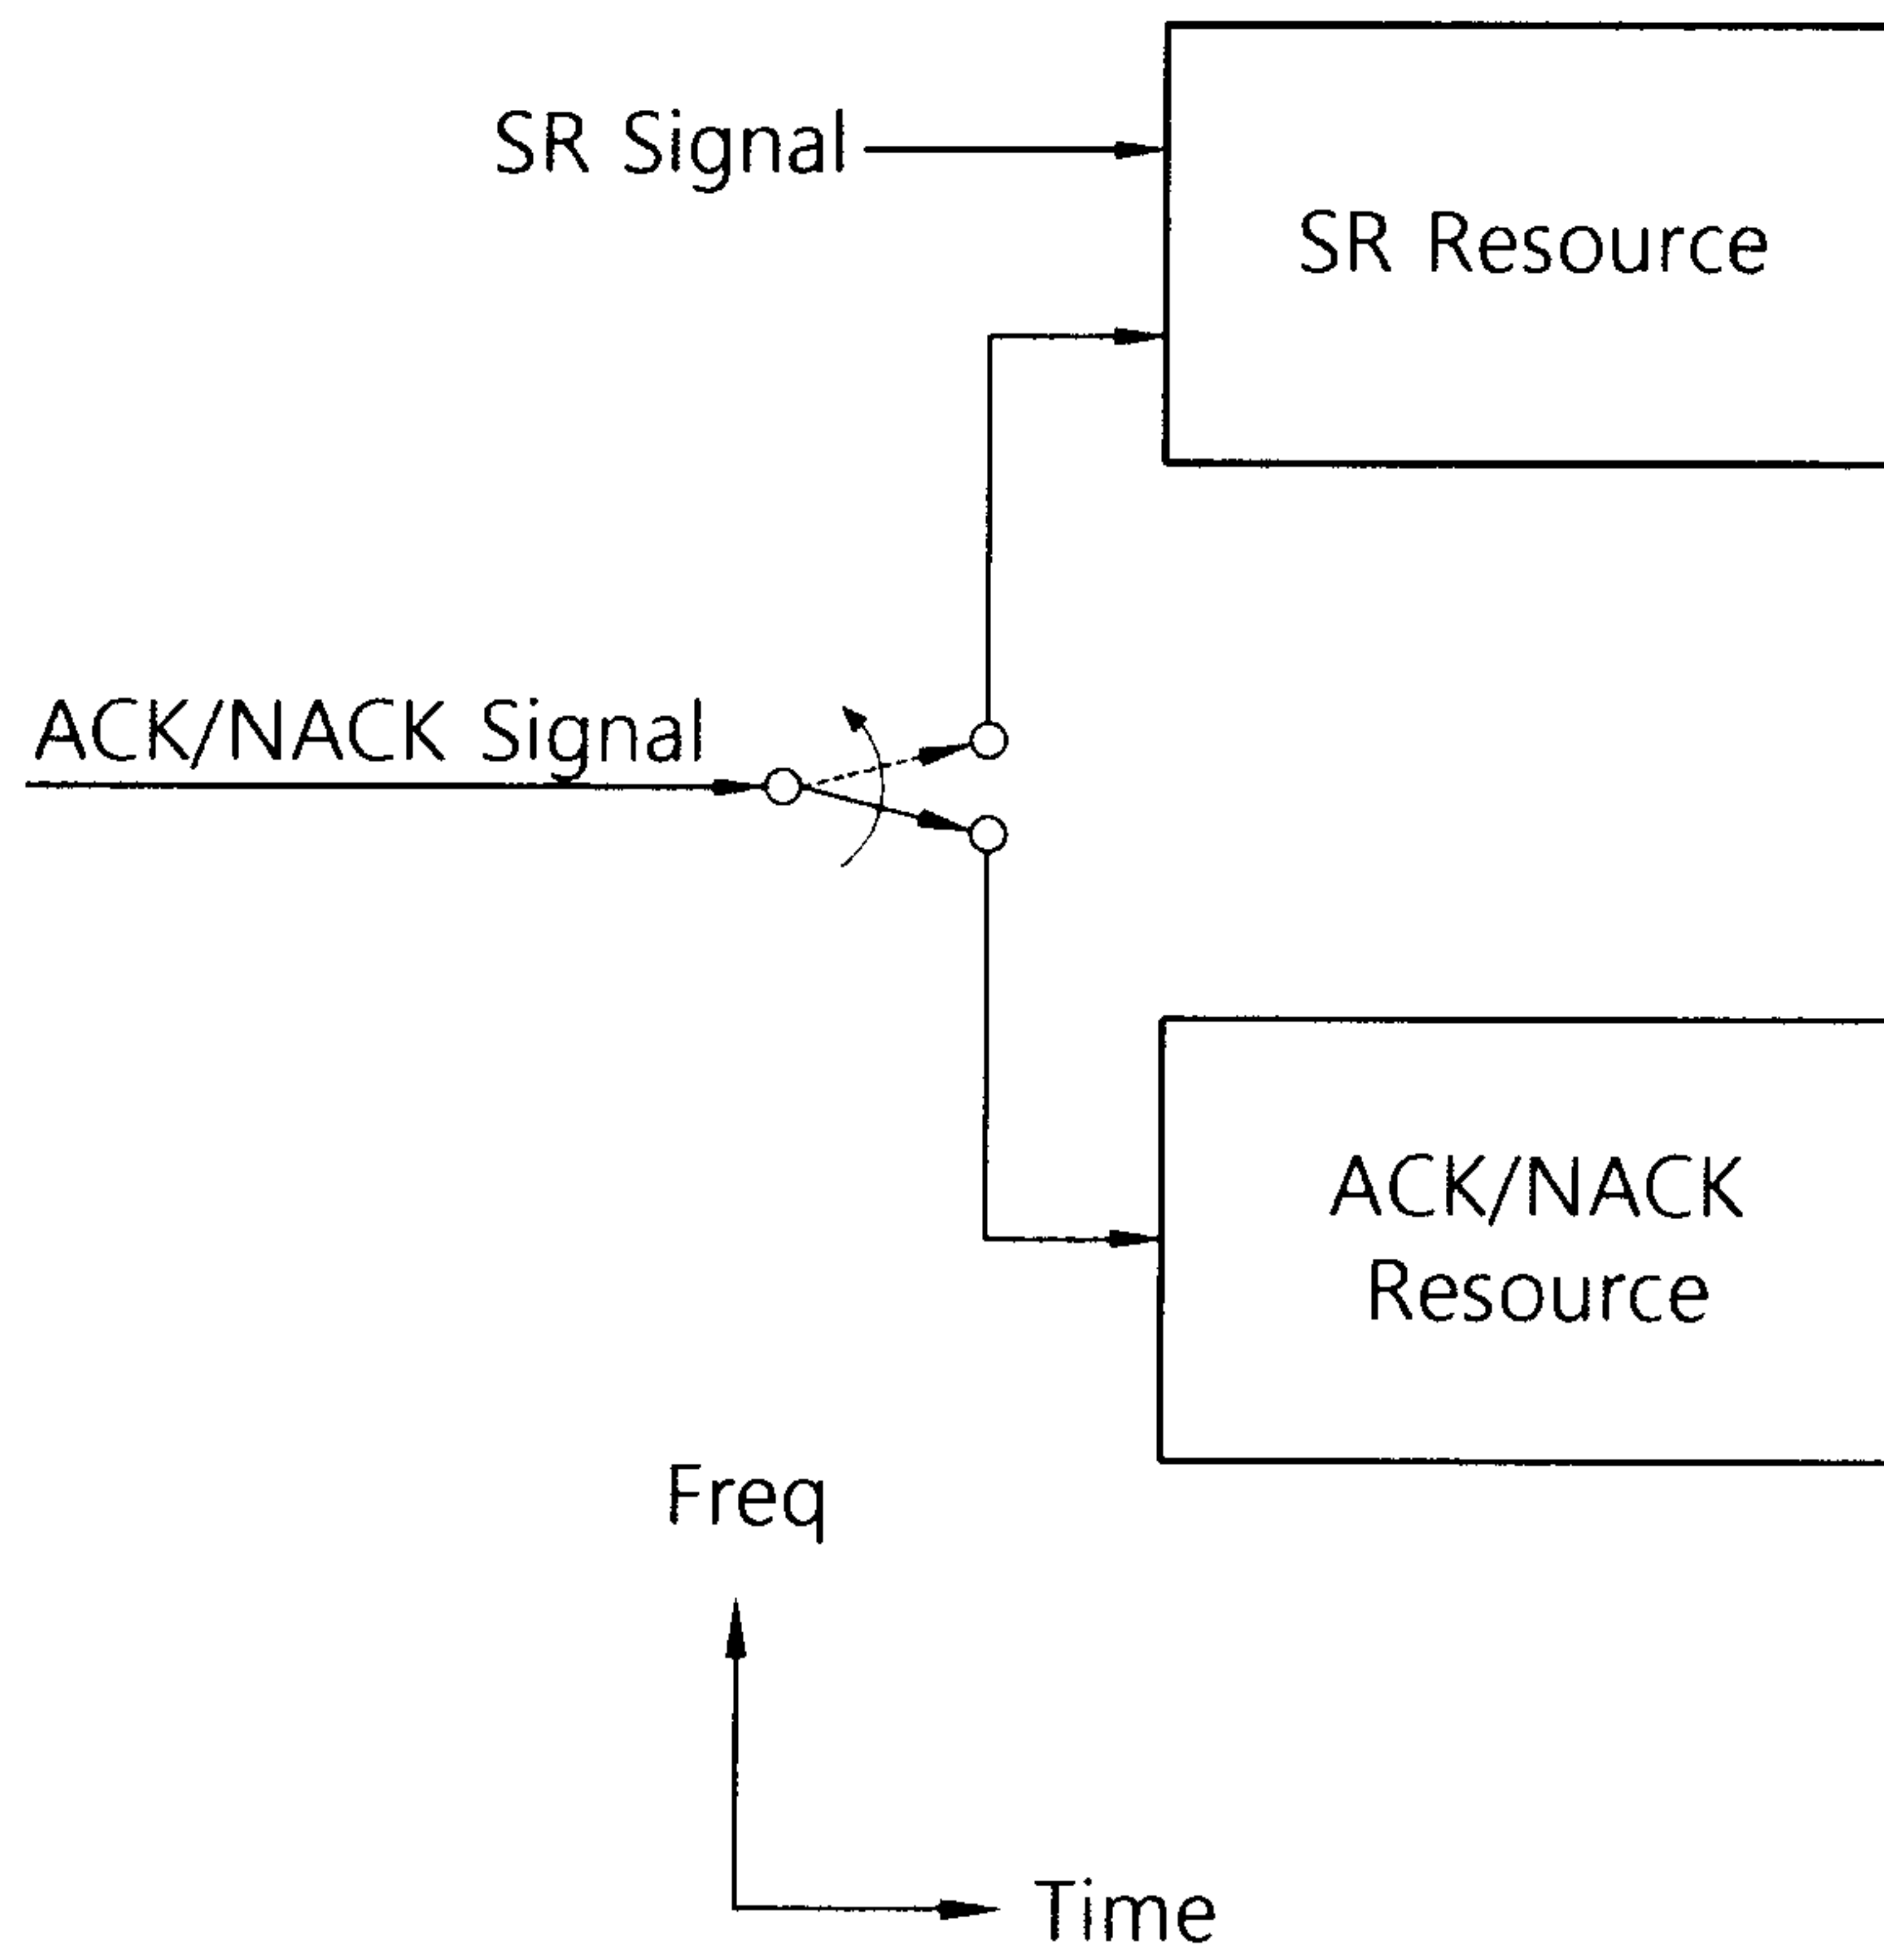 SR Signal
SR Resource
ACK/NACK Signal
ACK/NACK
Resource
Freq
Time